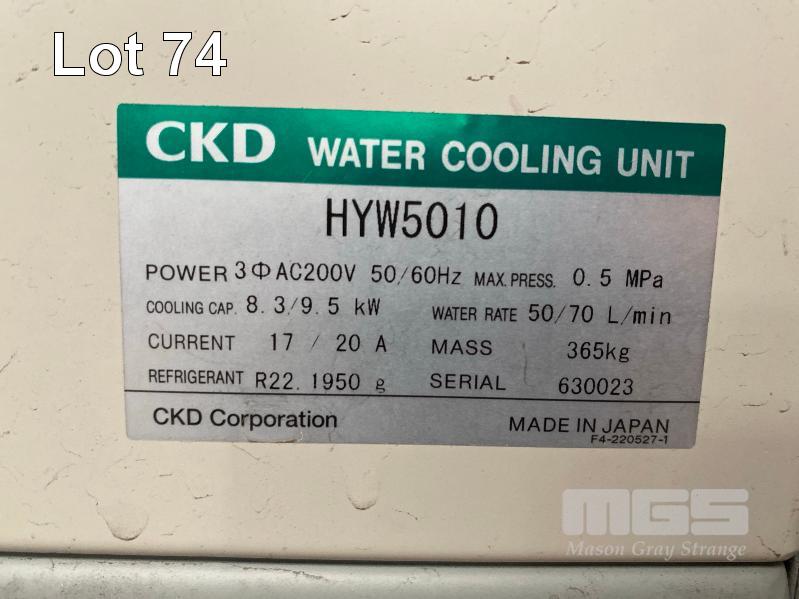 Lot 74
CKD WATER COOLING UNIT
HYW5010
POWER 3Φ AC200V 50/60Hz MAX. PRESS. 0.5 MPa
COOLING CAP. 8.3/9.5 kW WATER RATE 50/70 L/min
CURRENT 17 / 20 A MASS 365kg
REFRIGERANT R22. 1950 g SERIAL 630023
CKD Corporation MADE IN JAPAN
F4-220527-1
MGS
Mason Gray Strange